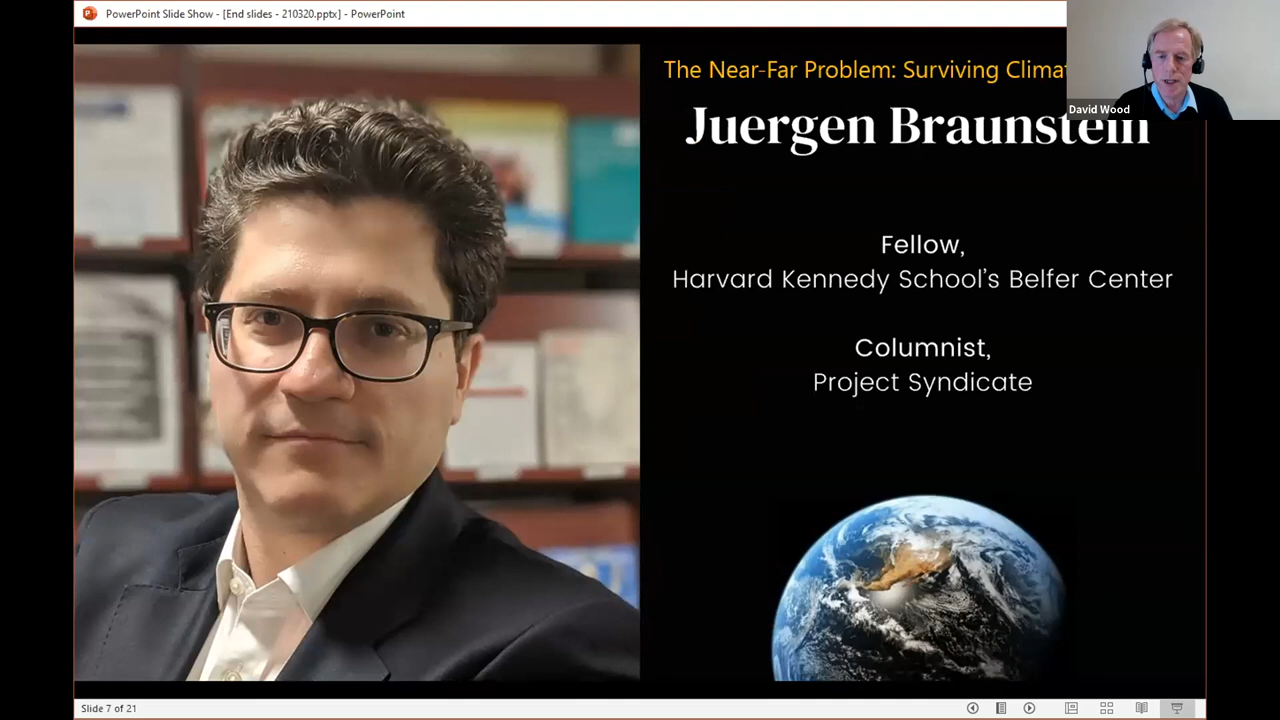 PowerPoint Slide Show - [End slides - 210320.pptx] - PowerPoint
The Near-Far Problem: Surviving
David Wood
Juergen Braunstein
Fellow,
Harvard Kennedy School's Belfer Center
Columnist,
Project Syndicate
Slide 7 of 21